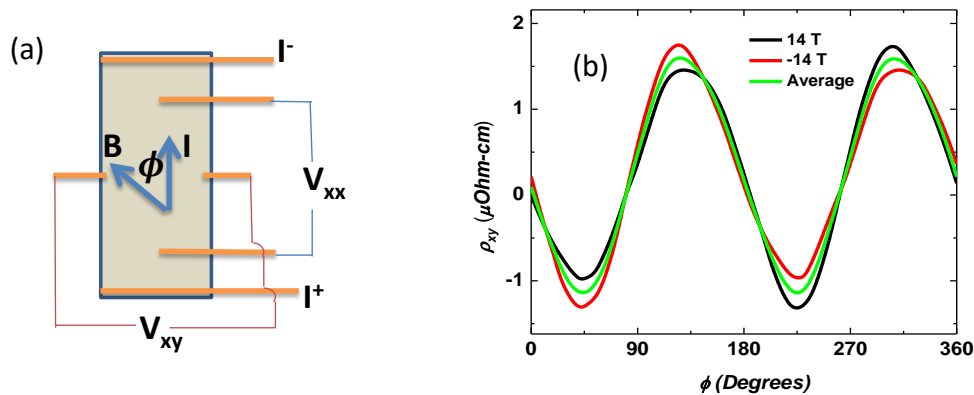 (a)
I-
B
ϕ
I
Vxx
I+
Vxy
(b)
14 T
-14 T
Average
ρxy (μOhm-cm)
2
1
0
-1
0
90
180
270
360
ϕ (Degrees)